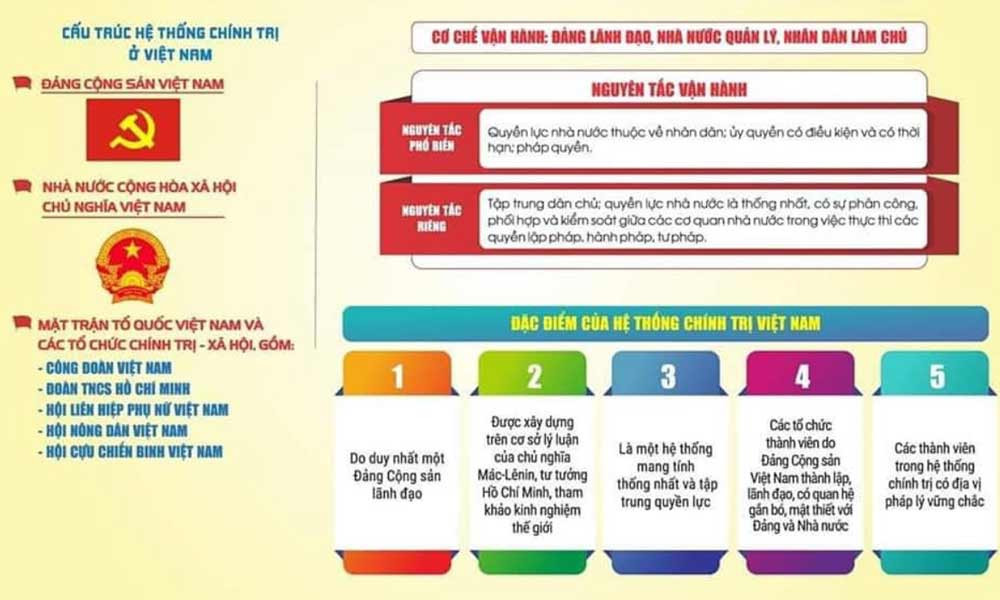 CẤU TRÚC HỆ THỐNG CHÍNH TRỊ
Ở VIỆT NAM
ĐẢNG CỘNG SẢN VIỆT NAM
NHÀ NƯỚC CỘNG HÒA XÃ HỘI
CHỦ NGHĨA VIỆT NAM
MẶT TRẬN TỔ QUỐC VIỆT NAM VÀ
CÁC TỔ CHỨC CHÍNH TRỊ - XÃ HỘI, GỒM:
- CÔNG ĐOÀN VIỆT NAM
- ĐOÀN TNCS HỒ CHÍ MINH
- HỘI LIÊN HIỆP PHỤ NỮ VIỆT NAM
- HỘI NÔNG DÂN VIỆT NAM
- HỘI CỰU CHIẾN BINH VIỆT NAM
CƠ CHẾ VẬN HÀNH: ĐẢNG LÃNH ĐẠO, NHÀ NƯỚC QUẢN LÝ, NHÂN DÂN LÀM CHỦ
NGUYÊN TẮC VẬN HÀNH
NGUYÊN TẮC
PHỔ BIẾN
Quyền lực nhà nước thuộc về nhân dân; ủy quyền có điều kiện và có thời
hạn; pháp quyền.
NGUYÊN TẮC
RIÊNG
Tập trung dân chủ; quyền lực nhà nước là thống nhất, có sự phân công,
phối hợp và kiểm soát giữa các cơ quan nhà nước trong việc thực thi các
quyền lập pháp, hành pháp, tư pháp.
ĐẶC ĐIỂM CỦA HỆ THỐNG CHÍNH TRỊ VIỆT NAM
1
Do duy nhất một
Đảng Cộng sản
lãnh đạo
2
Được xây dựng
trên cơ sở lý luận
của chủ nghĩa
Mác-Lênin, tư tưởng
Hồ Chí Minh, tham
khảo kinh nghiệm
thế giới
3
Là một hệ thống
mang tính
thống nhất và tập
trung quyền lực
4
Các tổ chức
thành viên do
Đảng Cộng sản
Việt Nam thành lập,
lãnh đạo, có quan hệ
gắn bó, mật thiết với
Đảng và Nhà nước
5
Các thành viên
trong hệ thống
chính trị có địa vị
pháp lý vững chắc